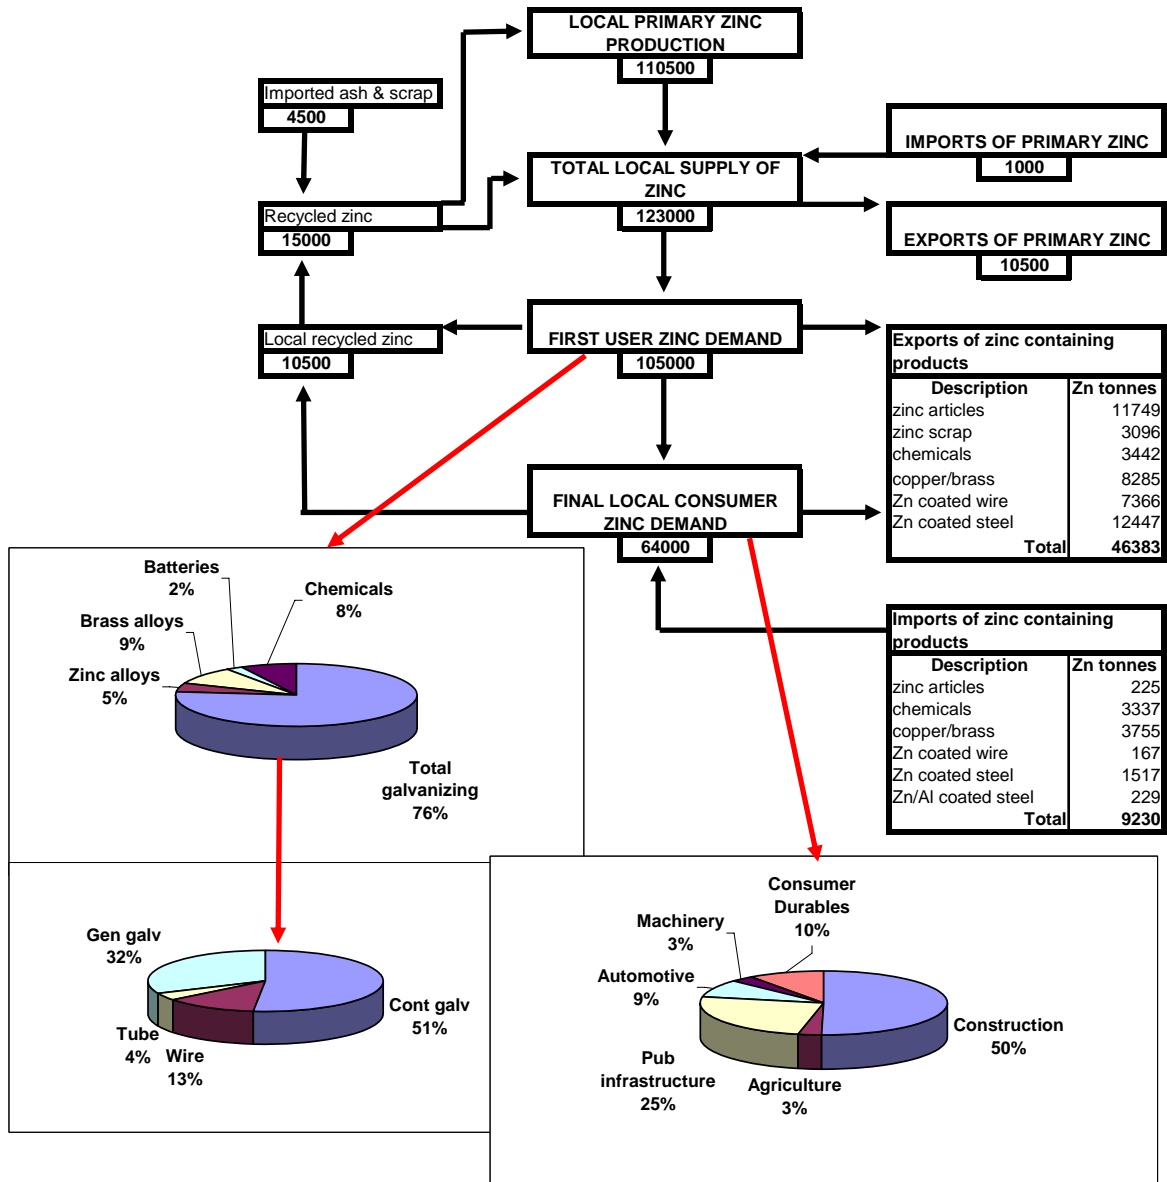 LOCAL PRIMARY ZINC
PRODUCTION
110500
Imported ash & scrap
4500
IMPORTS OF PRIMARY ZINC
1000
TOTAL LOCAL SUPPLY OF
ZINC
123000
Recycled zinc
15000
EXPORTS OF PRIMARY ZINC
10500
Local recycled zinc
10500
FIRST USER ZINC DEMAND
105000
Exports of zinc containing
products
Description Zn tonnes
zinc articles 11749
zinc scrap 3096
chemicals 3442
copper/brass 8285
Zn coated wire 7366
Zn coated steel 12447
Total 46383
FINAL LOCAL CONSUMER
ZINC DEMAND
64000
Imports of zinc containing
products
Description Zn tonnes
zinc articles 225
chemicals 3337
copper/brass 3755
Zn coated wire 167
Zn coated steel 1517
Zn/Al coated steel 229
Total 9230
Batteries
2%
Chemicals
8%
Brass alloys
9%
Zinc alloys
5%
Total
galvanizing
76%
Gen galv
32%
Cont galv
51%
Tube
4%
Wire
13%
Consumer
Durables
10%
Machinery
3%
Automotive
9%
Construction
50%
Pub
infrastructure
25%
Agriculture
3%